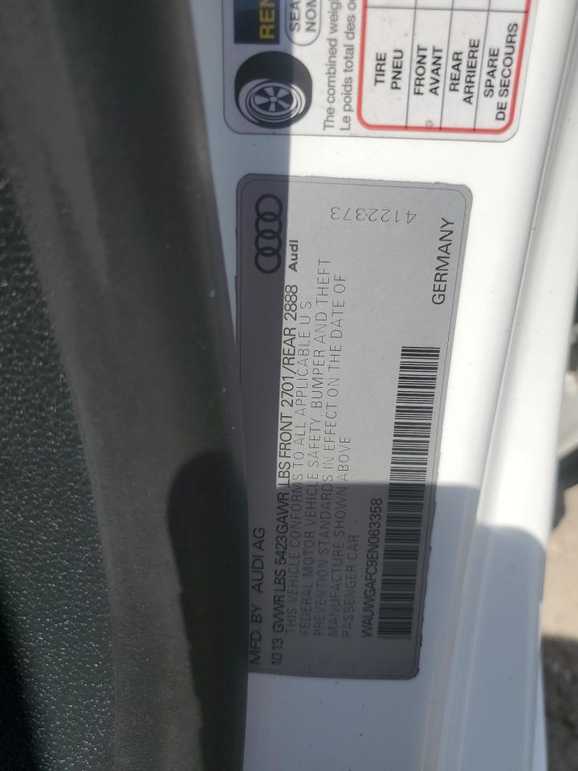 REN
SEA
NOM
The combined weigh
Le poids total des oc
TIRE
PNEU
FRONT
AVANT
REAR
ARRIERE
SPARE
DE SECOURS
MFD. BY AUDI AG
10 13 GVWR LBS 5423 GAWR LBS FRONT 2701/REAR 2888 Audi
THIS VEHICLE CONFORMS TO ALL APPLICABLE U S
FEDERAL MOTOR VEHICLE SAFETY, BUMPER AND THEFT
PREVENTION STANDARDS IN EFFECT ON THE DATE OF
MANUFACTURE SHOWN ABOVE
PASSENGER CAR
GERMANY
4122373